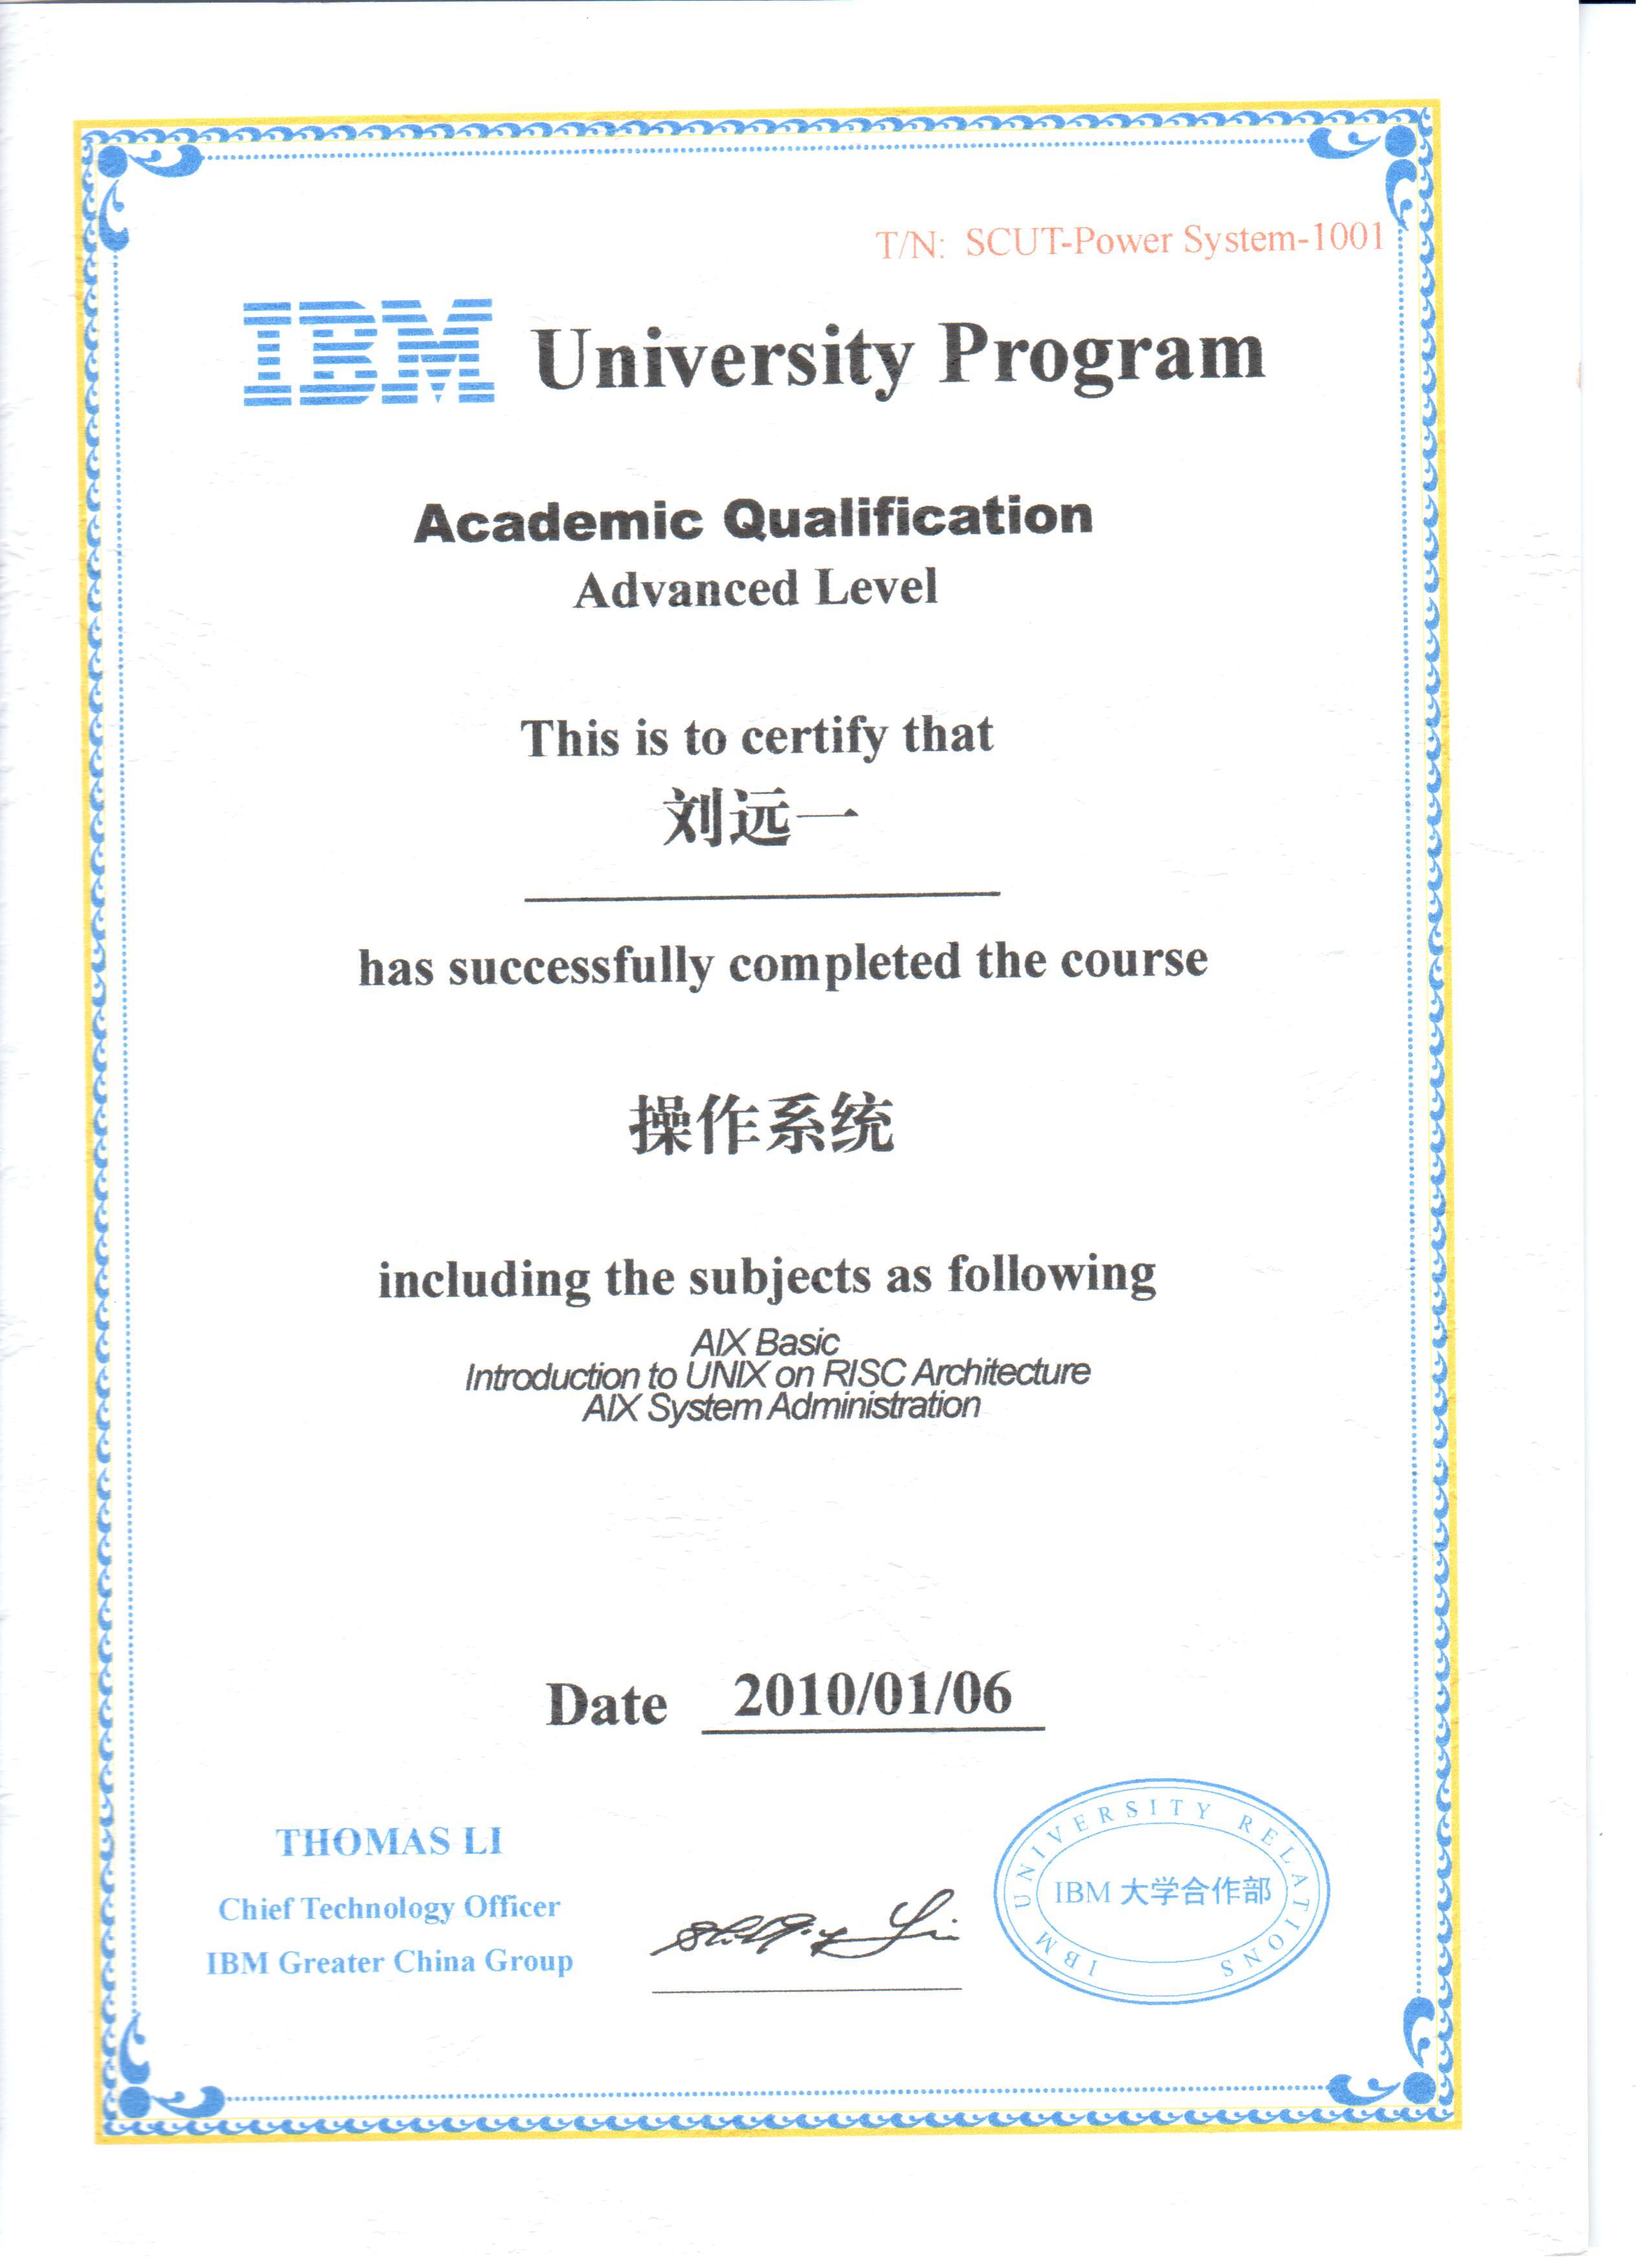 T/N: SCUT-Power System-1001
IBM University Program
Academic Qualification
Advanced Level
This is to certify that
刘远一
has successfully completed the course
操作系统
including the subjects as following
AIX Basic
Introduction to UNIX on RISC Architecture
AIX System Administration
Date 2010/01/06
THOMAS LI
Chief Technology Officer
IBM Greater China Group
IBM UNIVERSITY RELATIONS
IBM 大学合作部